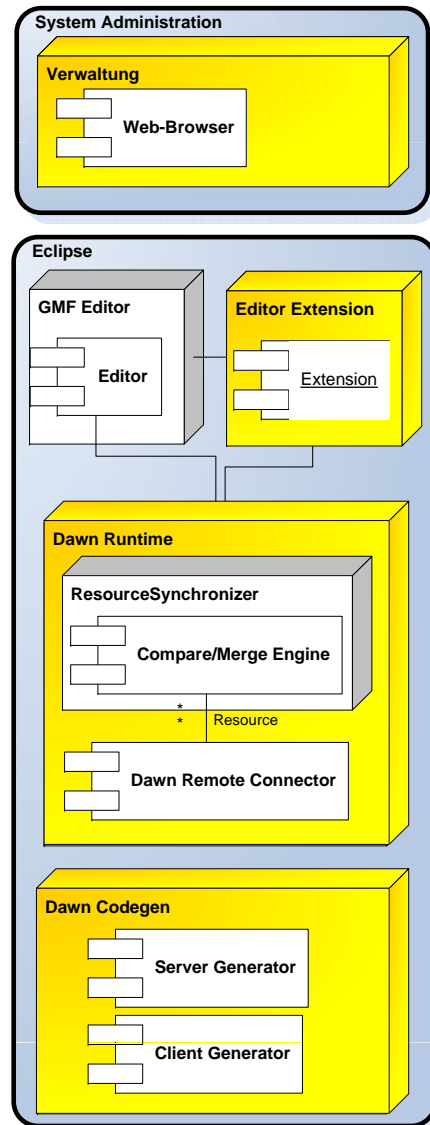 System Administration
Verwaltung
Web-Browser
Eclipse
GMF Editor
Editor Extension
Editor
Extension
Dawn Runtime
ResourceSynchronizer
Compare/Merge Engine
*
*
Resource
Dawn Remote Connector
Dawn Codegen
Server Generator
Client Generator